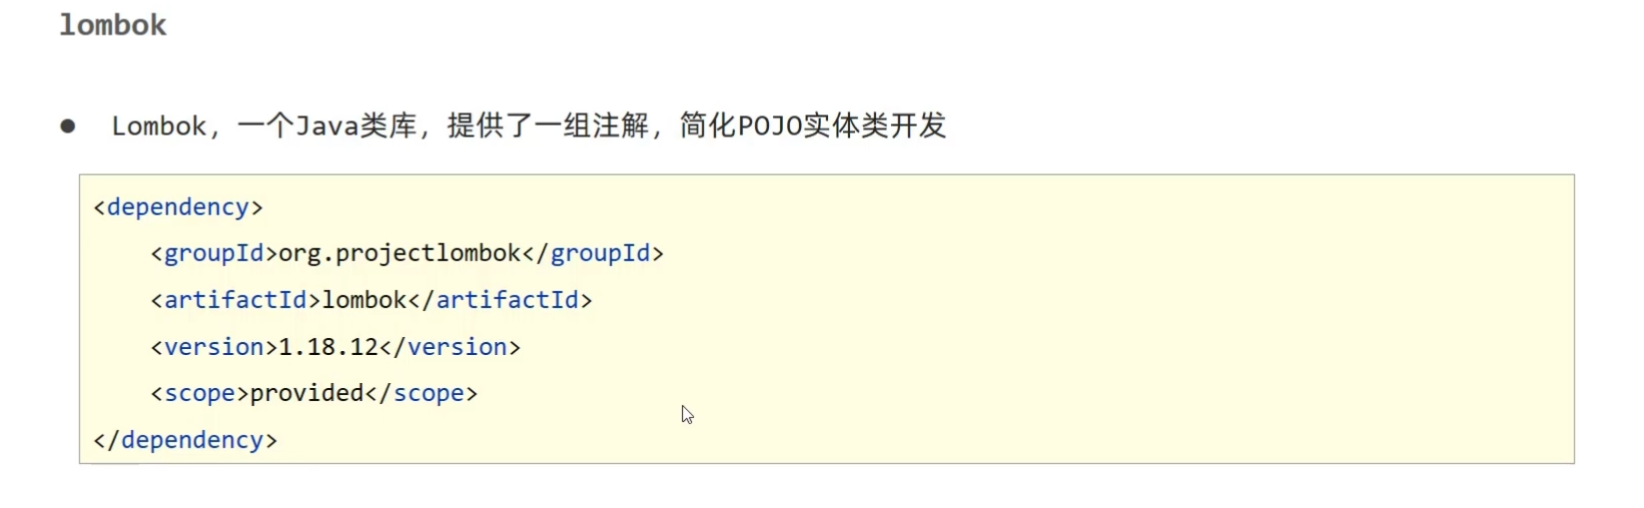 lombok
● Lombok，一个Java类库，提供了一组注解，简化POJO实体类开发
<dependency>
    <groupId>org.projectlombok</groupId>
    <artifactId>lombok</artifactId>
    <version>1.18.12</version>
    <scope>provided</scope>
</dependency>